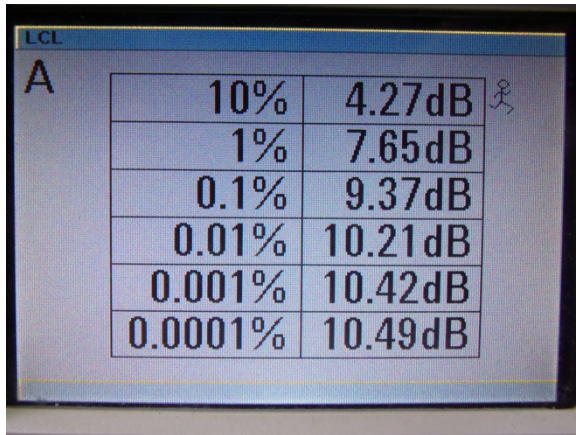 LCL
A
10% 4.27dB
1% 7.65dB
0.1% 9.37dB
0.01% 10.21dB
0.001% 10.42dB
0.0001% 10.49dB